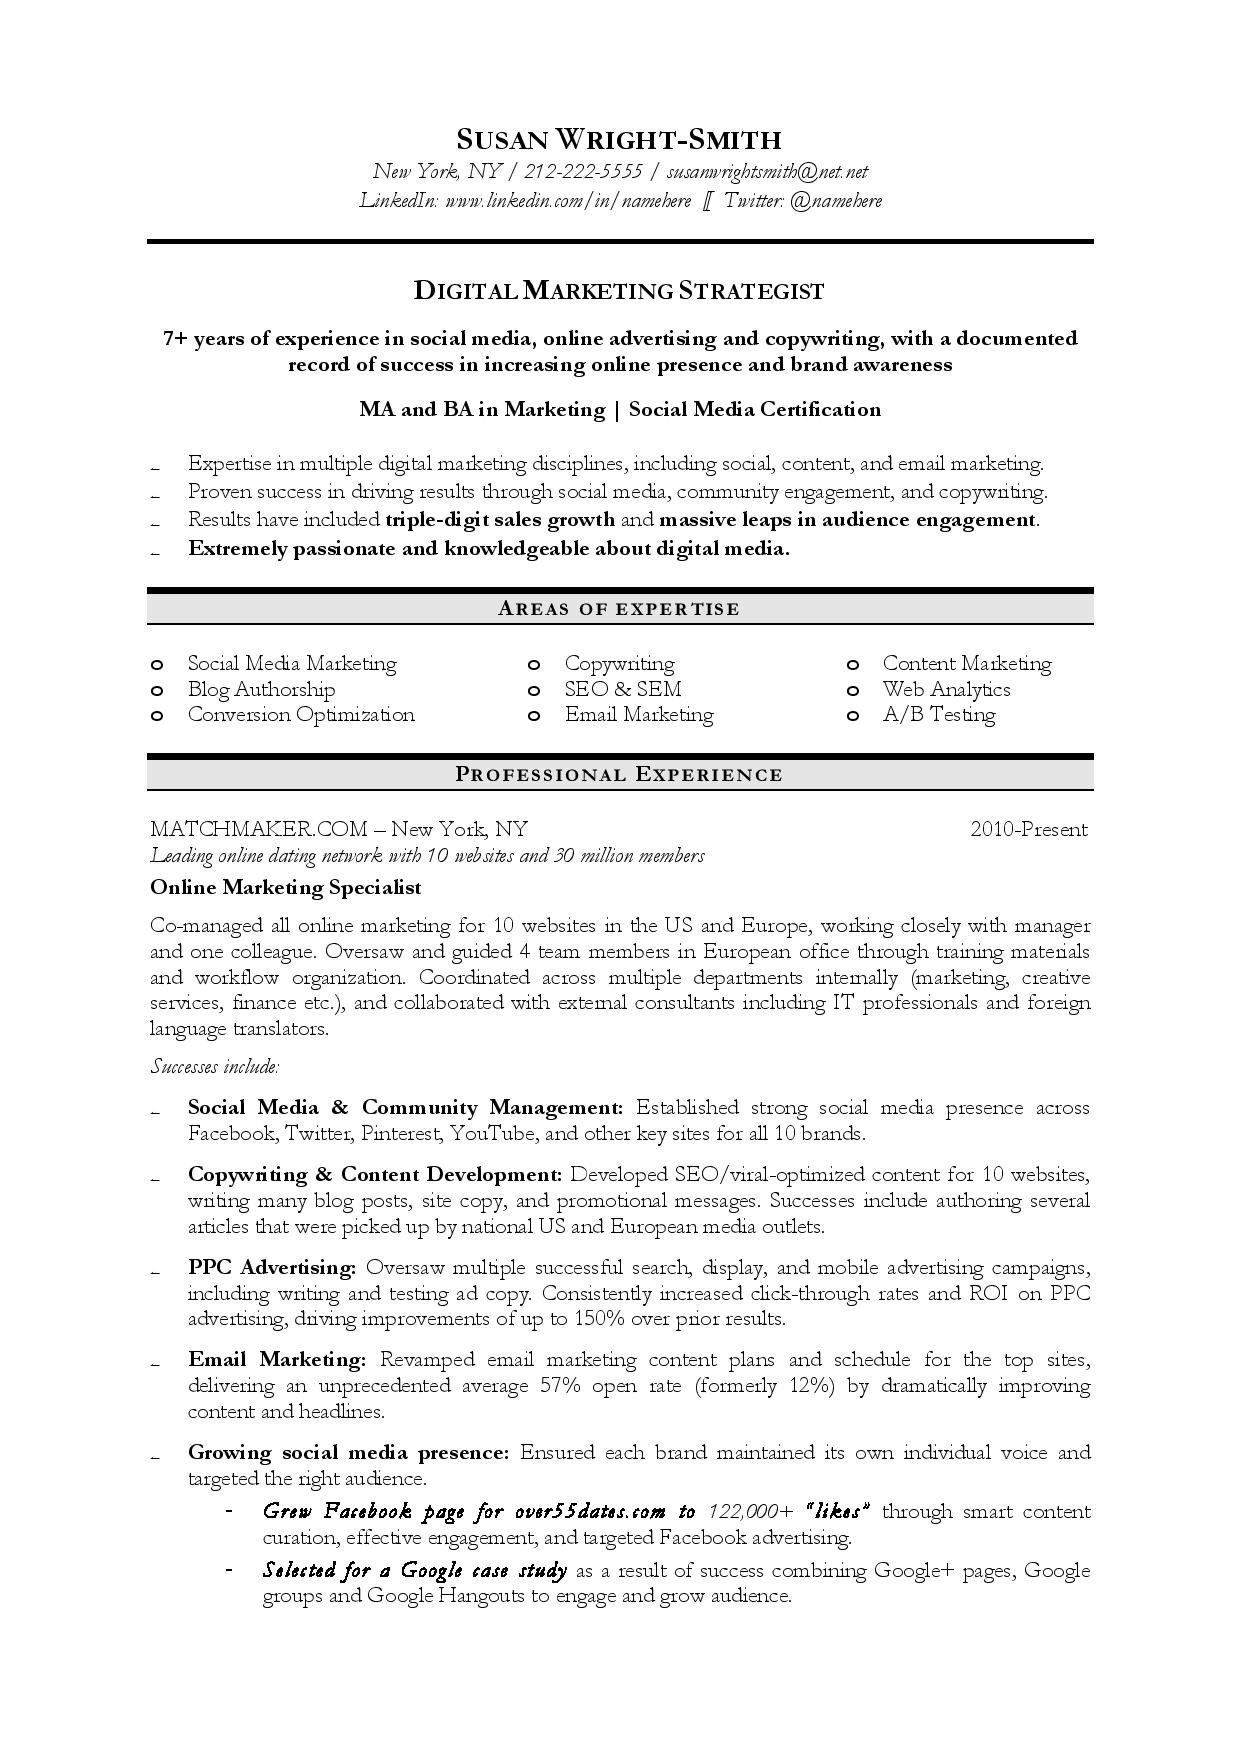 SUSAN WRIGHT-SMITH
New York, NY / 212-222-5555 / susanwrightsmith@net.net
LinkedIn: www.linkedin.com/in/namehere ⟦ Twitter: @namehere
DIGITAL MARKETING STRATEGIST
7+ years of experience in social media, online advertising and copywriting, with a documented
record of success in increasing online presence and brand awareness
MA and BA in Marketing | Social Media Certification
_ Expertise in multiple digital marketing disciplines, including social, content, and email marketing.
_ Proven success in driving results through social media, community engagement, and copywriting.
_ Results have included triple-digit sales growth and massive leaps in audience engagement.
_ Extremely passionate and knowledgeable about digital media.
AREAS OF EXPERTISE
o Social Media Marketing o Copywriting o Content Marketing
o Blog Authorship o SEO & SEM o Web Analytics
o Conversion Optimization o Email Marketing o A/B Testing
PROFESSIONAL EXPERIENCE
MATCHMAKER.COM – New York, NY 2010-Present
Leading online dating network with 10 websites and 30 million members
Online Marketing Specialist
Co-managed all online marketing for 10 websites in the US and Europe, working closely with manager
and one colleague. Oversaw and guided 4 team members in European office through training materials
and workflow organization. Coordinated across multiple departments internally (marketing, creative
services, finance etc.), and collaborated with external consultants including IT professionals and foreign
language translators.
Successes include:
_ Social Media & Community Management: Established strong social media presence across
Facebook, Twitter, Pinterest, YouTube, and other key sites for all 10 brands.
_ Copywriting & Content Development: Developed SEO/viral-optimized content for 10 websites,
writing many blog posts, site copy, and promotional messages. Successes include authoring several
articles that were picked up by national US and European media outlets.
_ PPC Advertising: Oversaw multiple successful search, display, and mobile advertising campaigns,
including writing and testing ad copy. Consistently increased click-through rates and ROI on PPC
advertising, driving improvements of up to 150% over prior results.
_ Email Marketing: Revamped email marketing content plans and schedule for the top sites,
delivering an unprecedented average 57% open rate (formerly 12%) by dramatically improving
content and headlines.
_ Growing social media presence: Ensured each brand maintained its own individual voice and
targeted the right audience.
- Grew Facebook page for over55dates.com to 122,000+ "likes" through smart content
curation, effective engagement, and targeted Facebook advertising.
- Selected for a Google case study as a result of success combining Google+ pages, Google
groups and Google Hangouts to engage and grow audience.